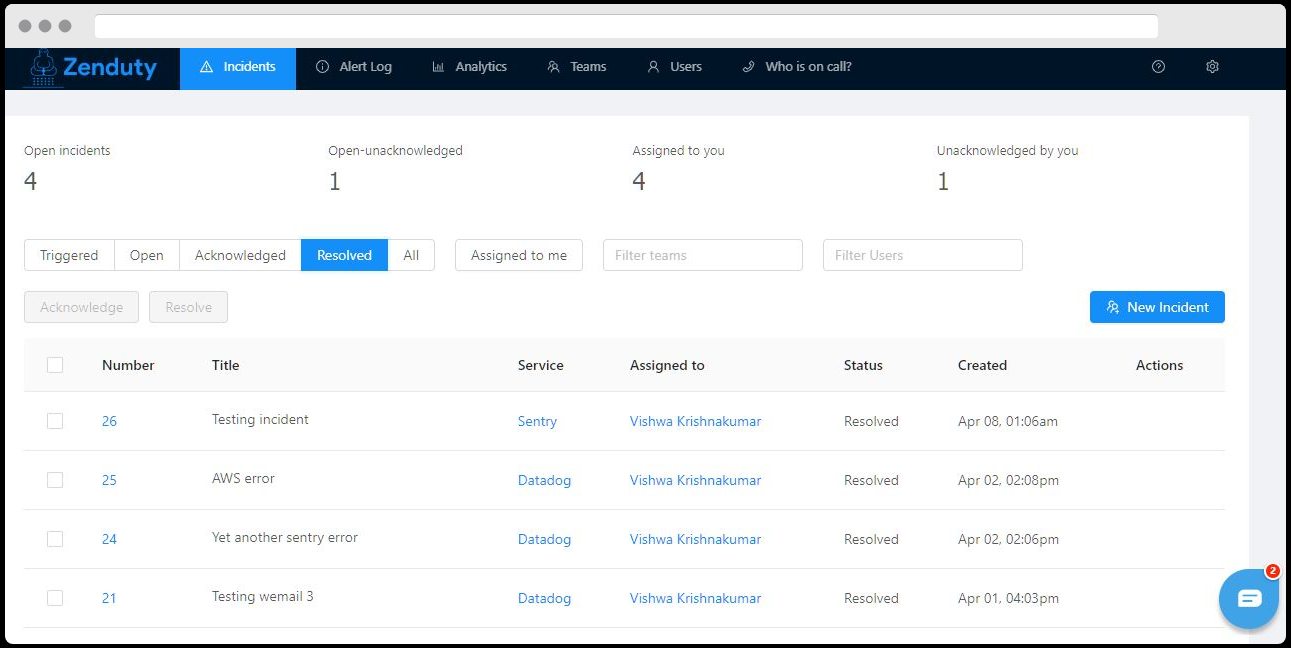 Zenduty Incidents Alert Log Analytics Teams Users Who is on call?
Open incidents Open-unacknowledged Assigned to you Unacknowledged by you
4 1 4 1
Triggered Open Acknowledged Resolved All Assigned to me Filter teams Filter Users
Acknowledge Resolve New Incident
Number Title Service Assigned to Status Created Actions
26 Testing incident Sentry Vishwa Krishnakumar Resolved Apr 08, 01:06am
25 AWS error Datadog Vishwa Krishnakumar Resolved Apr 02, 02:08pm
24 Yet another sentry error Datadog Vishwa Krishnakumar Resolved Apr 02, 02:06pm
2
21 Testing wemail 3 Datadog Vishwa Krishnakumar Resolved Apr 01, 04:03pm